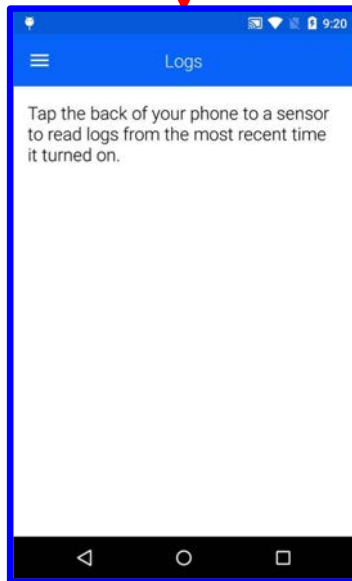 9:20
Logs
Tap the back of your phone to a sensor
to read logs from the most recent time
it turned on.